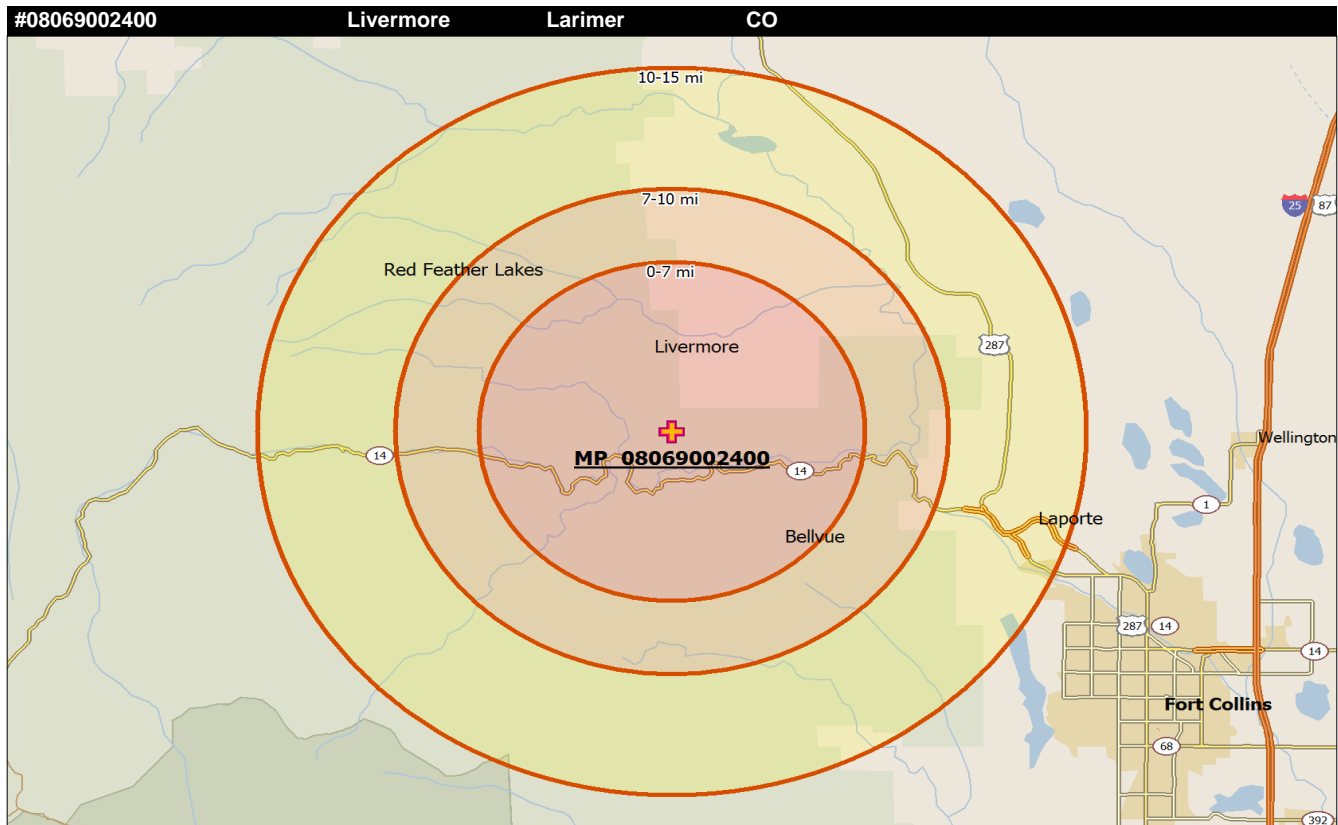 #08069002400 Livermore Larimer CO
10-15 mi
7-10 mi
25 87
Red Feather Lakes
0-7 mi
Livermore
287
Wellington
MP 08069002400
14
14
1
Laporte
Bellvue
287 14
14
Fort Collins
68
392